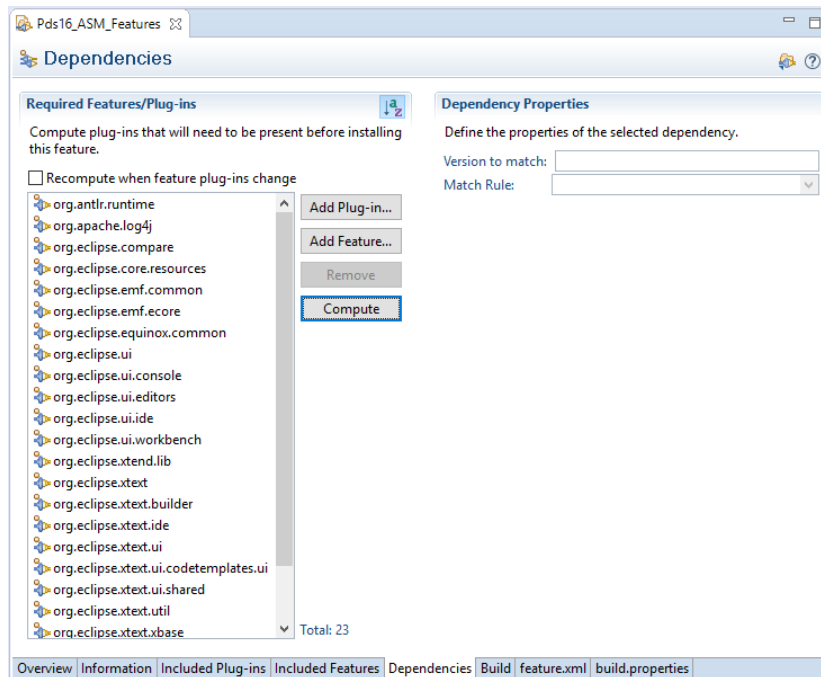 Pds16_ASM_Features
Dependencies
Required Features/Plug-ins
Compute plug-ins that will need to be present before installing
this feature.
Recompute when feature plug-ins change
org.antlr.runtime
org.apache.log4j
org.eclipse.compare
org.eclipse.core.resources
org.eclipse.emf.common
org.eclipse.emf.ecore
org.eclipse.equinox.common
org.eclipse.ui
org.eclipse.ui.console
org.eclipse.ui.editors
org.eclipse.ui.ide
org.eclipse.ui.workbench
org.eclipse.xtend.lib
org.eclipse.xtext
org.eclipse.xtext.builder
org.eclipse.xtext.ide
org.eclipse.xtext.ui
org.eclipse.xtext.ui.codetemplates.ui
org.eclipse.xtext.ui.shared
org.eclipse.xtext.util
org.eclipse.xtext.xbase
Add Plug-in...
Add Feature...
Remove
Compute
Total: 23
Dependency Properties
Define the properties of the selected dependency.
Version to match:
Match Rule:
Overview Information Included Plug-ins Included Features Dependencies Build feature.xml build.properties